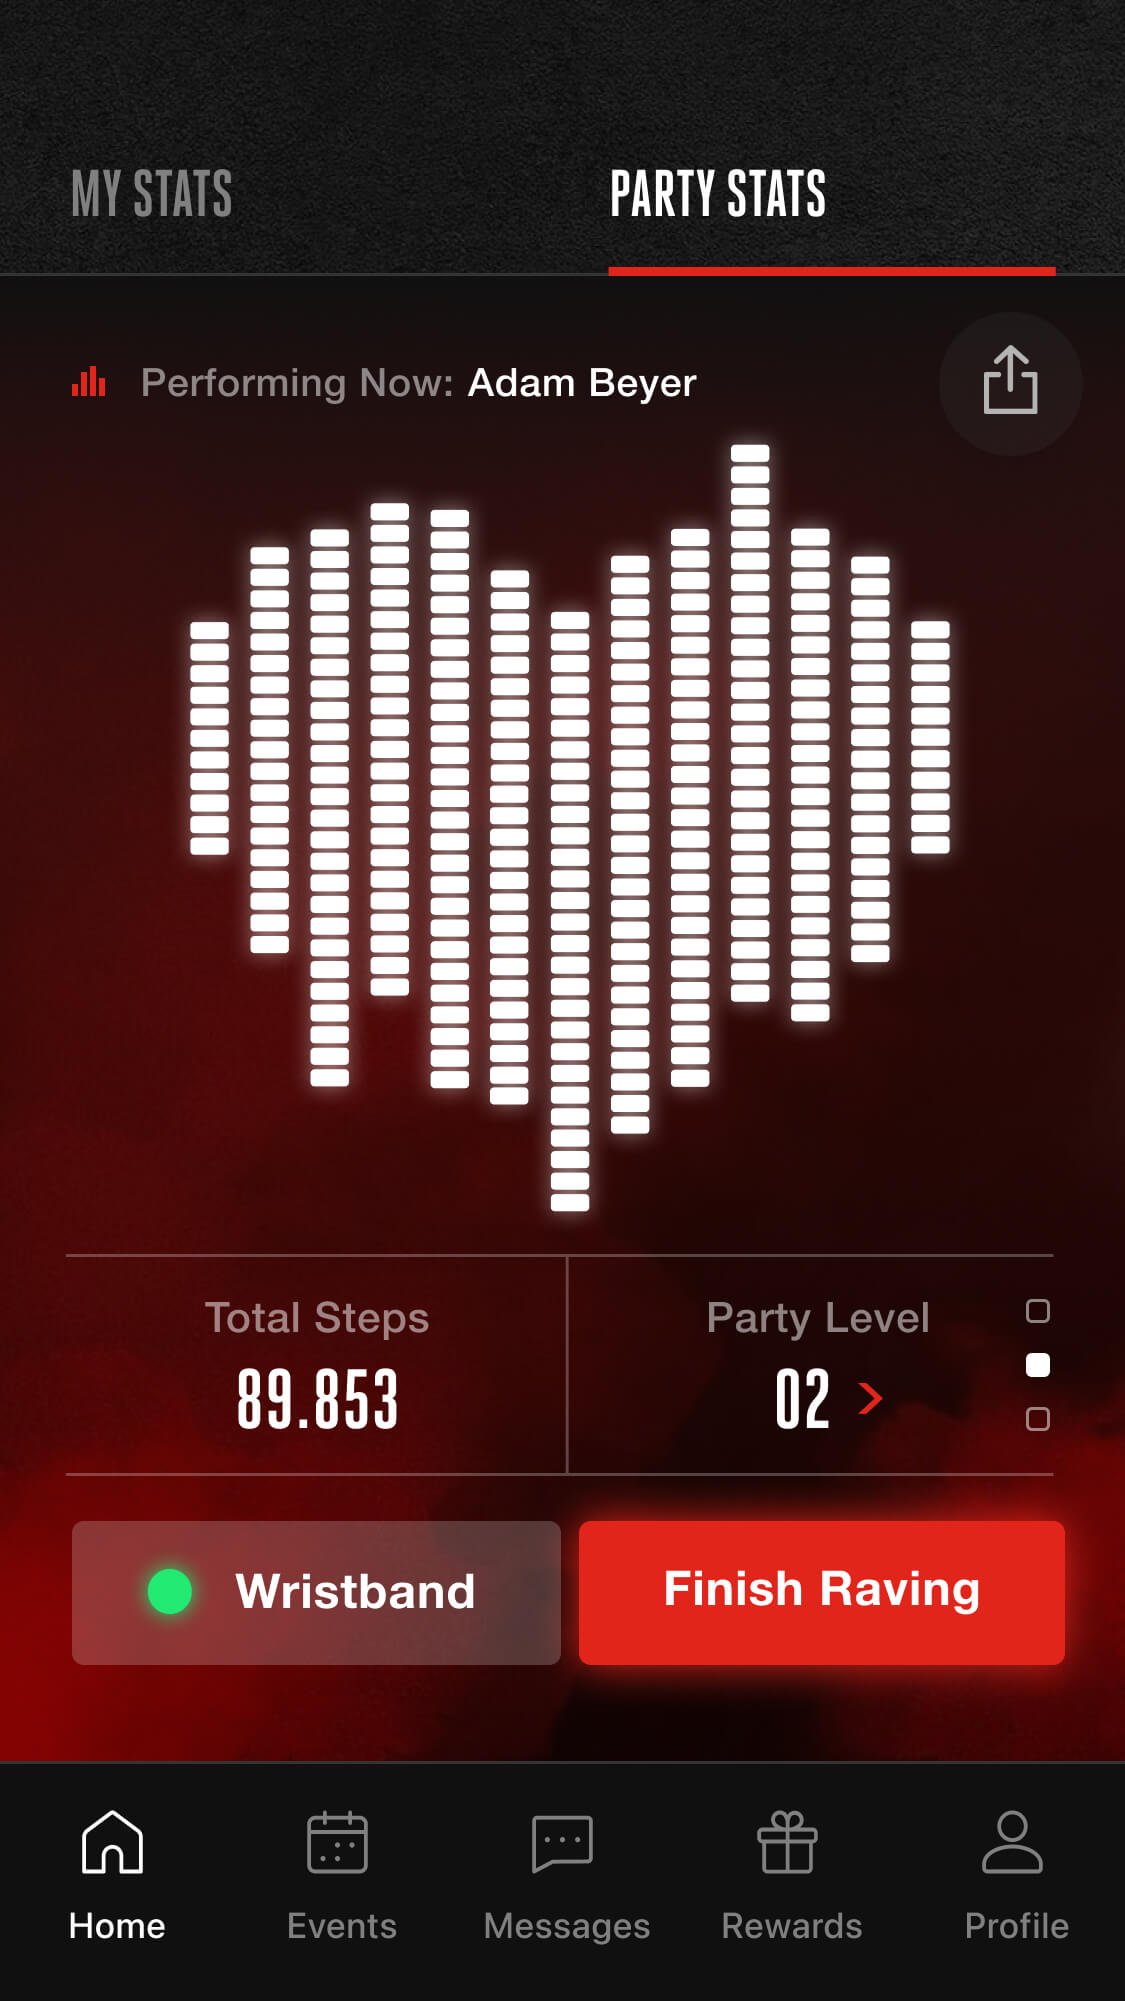 MY STATS
PARTY STATS
Performing Now: Adam Beyer
Total Steps
89.853
Party Level
02
Wristband
Finish Raving
Home
Events
Messages
Rewards
Profile